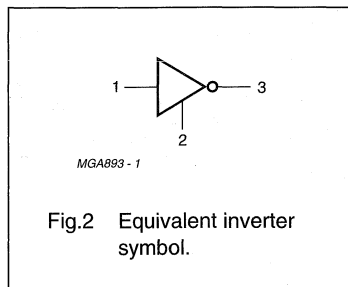 1 3
2
MGA893 - 1
Fig.2 Equivalent inverter
symbol.